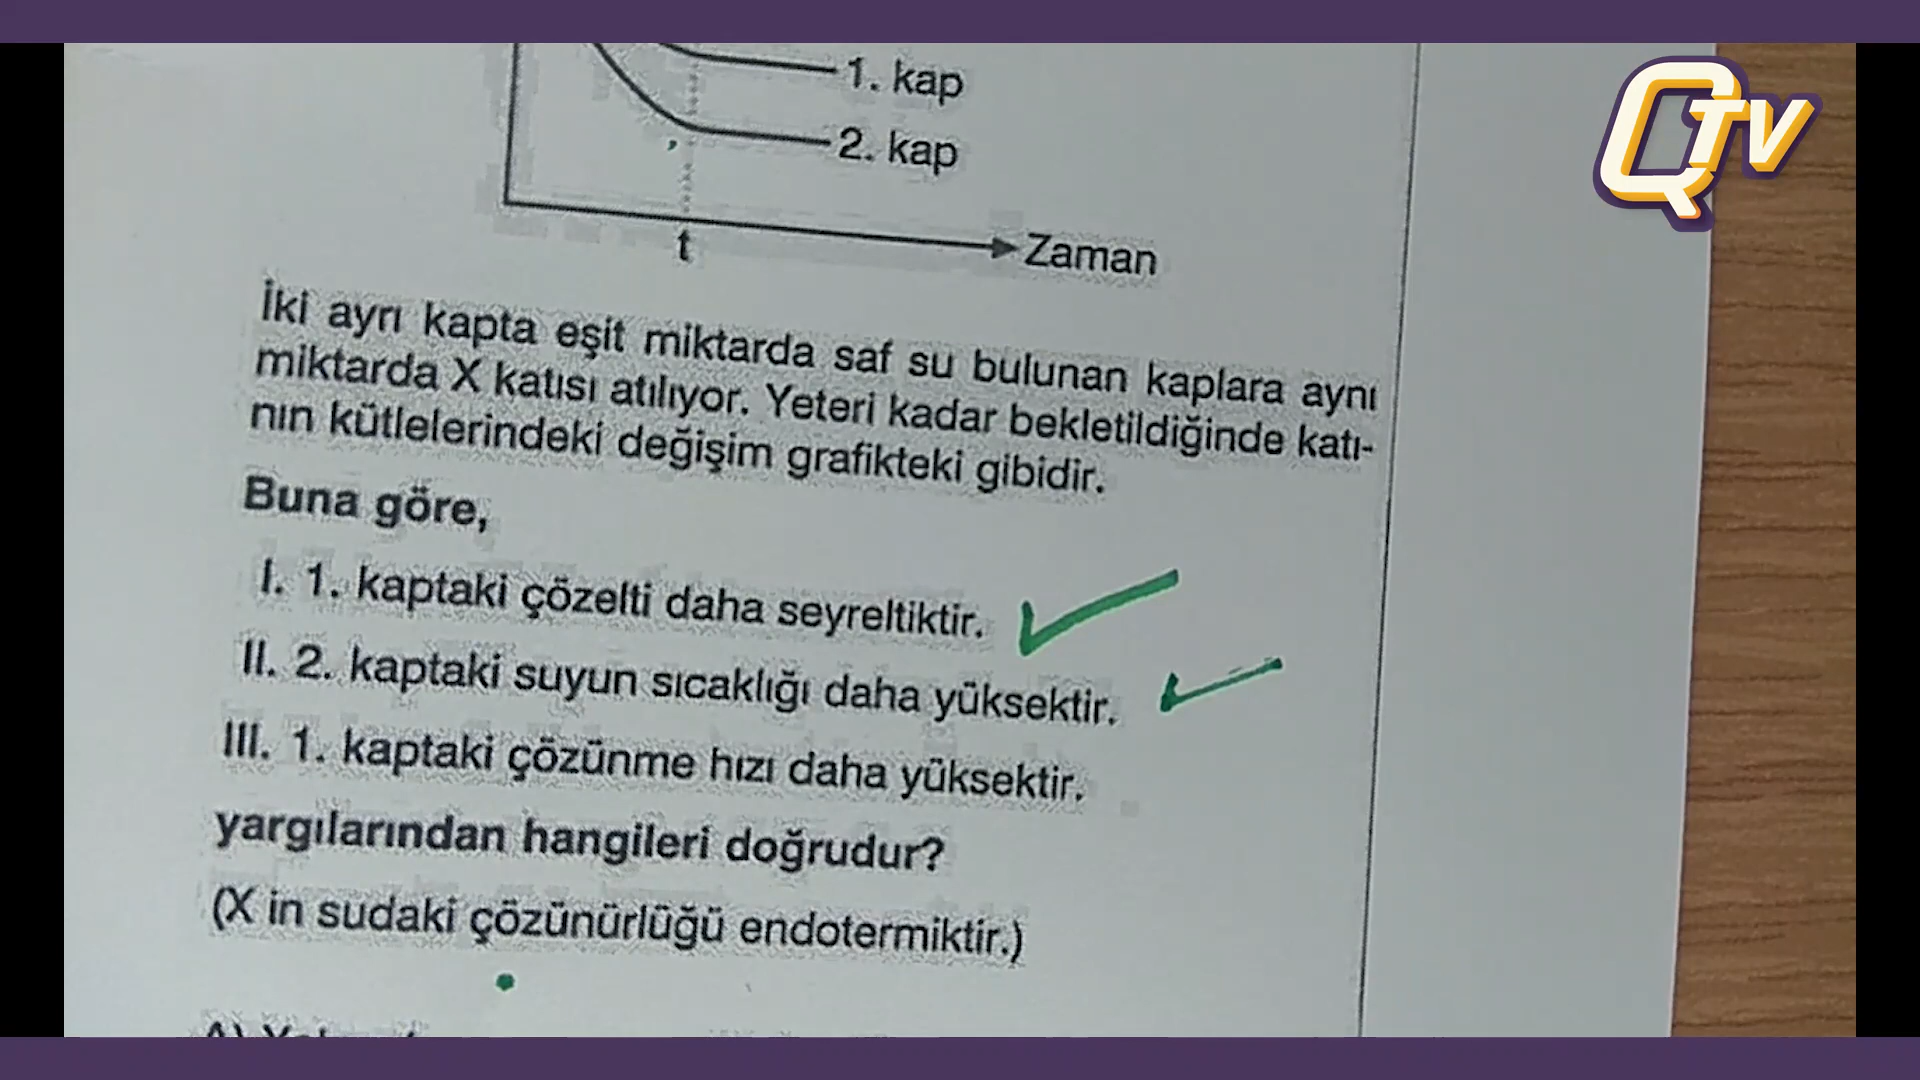 QTV
1. kap
2. kap
t
Zaman
İki ayrı kapta eşit miktarda saf su bulunan kaplara aynı
miktarda X katısı atılıyor. Yeteri kadar bekletildiğinde katı-
nın kütlelerindeki değişim grafikteki gibidir.
Buna göre,
I. 1. kaptaki çözelti daha seyreltiktir.
II. 2. kaptaki suyun sıcaklığı daha yüksektir.
III. 1. kaptaki çözünme hızı daha yüksektir.
yargılarından hangileri doğrudur?
(X in sudaki çözünürlüğü endotermiktir.)